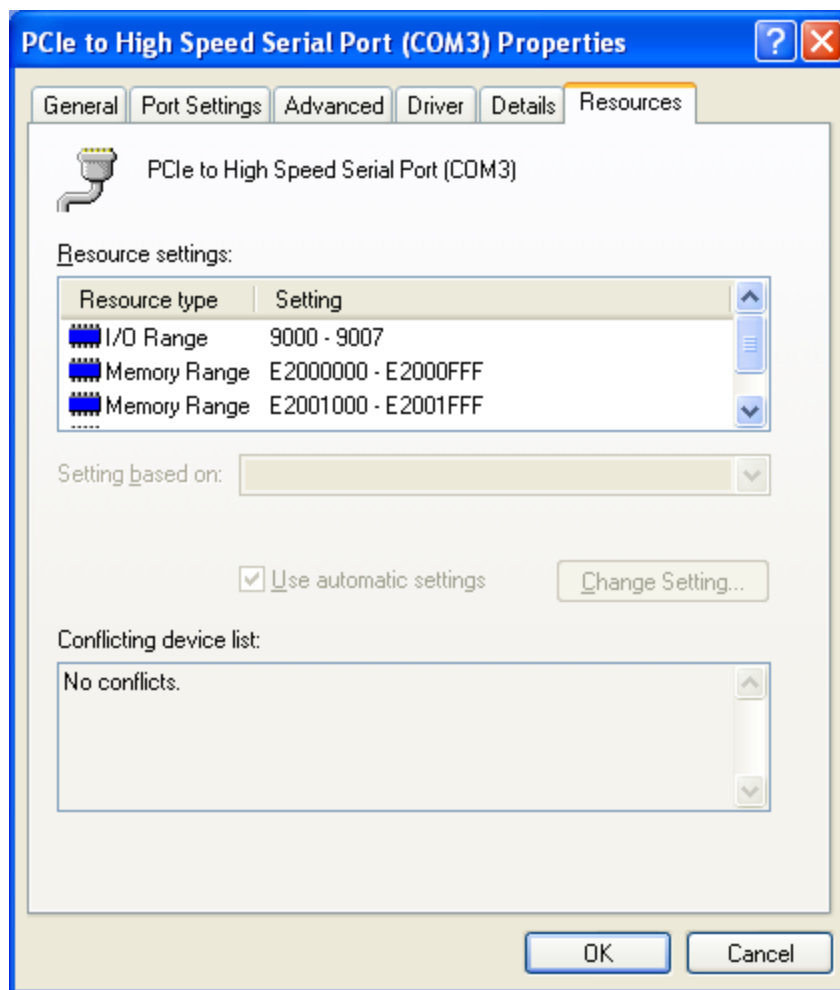 PCIe to High Speed Serial Port (COM3) Properties
General Port Settings Advanced Driver Details Resources
PCIe to High Speed Serial Port (COM3)
Resource settings:
Resource type Setting
I/O Range 9000 - 9007
Memory Range E2000000 - E2000FFF
Memory Range E2001000 - E2001FFF
Setting based on:
Use automatic settings Change Setting...
Conflicting device list:
No conflicts.
OK Cancel